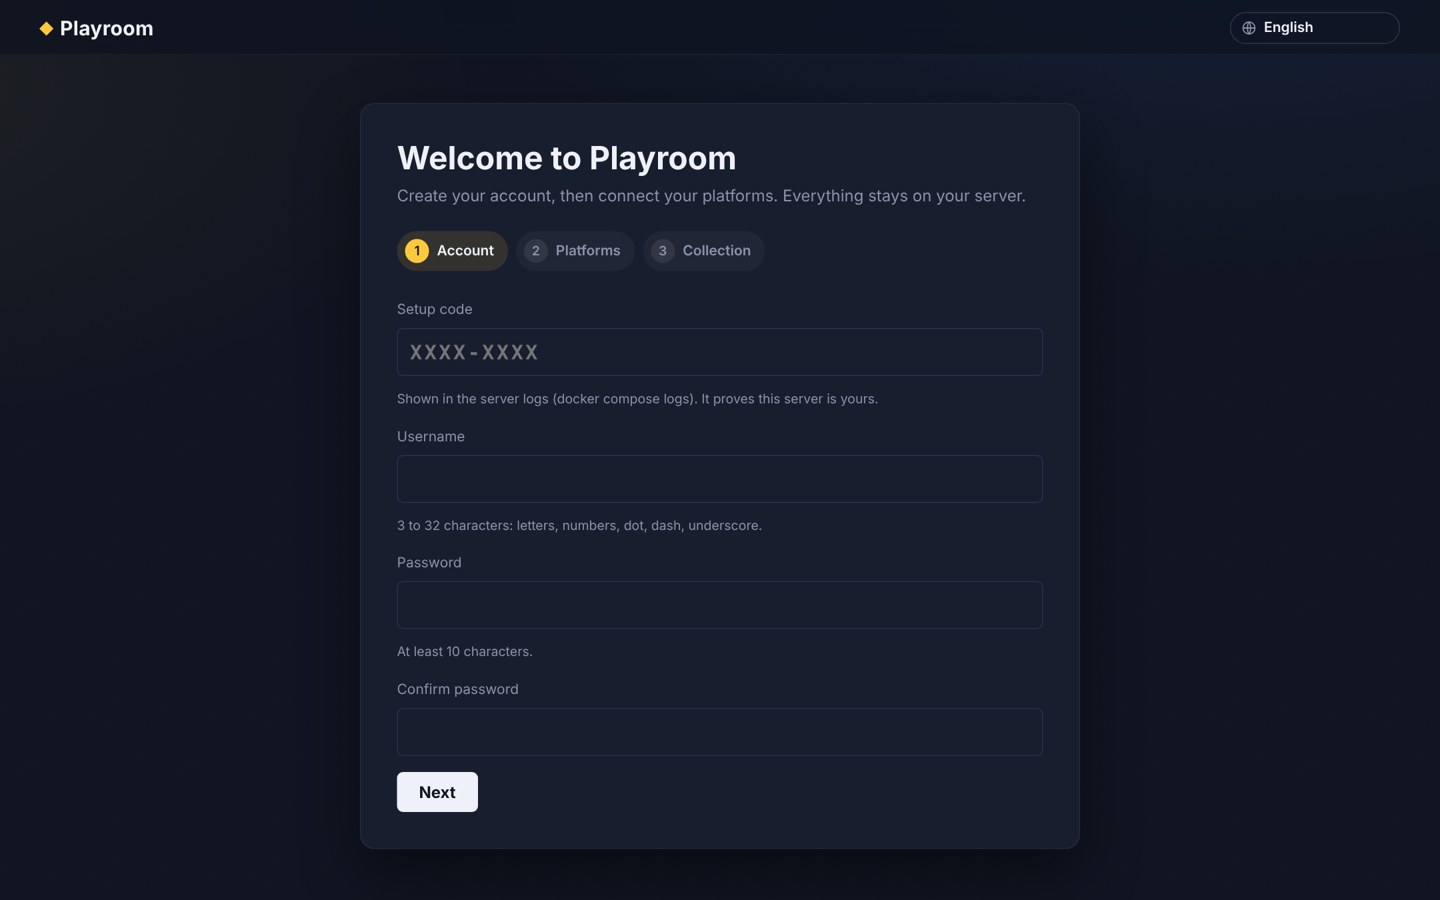 Playroom
English
Welcome to Playroom
Create your account, then connect your platforms. Everything stays on your server.
1 Account 2 Platforms 3 Collection
Setup code
XXXX-XXXX
Shown in the server logs (docker compose logs). It proves this server is yours.
Username
3 to 32 characters: letters, numbers, dot, dash, underscore.
Password
At least 10 characters.
Confirm password
Next